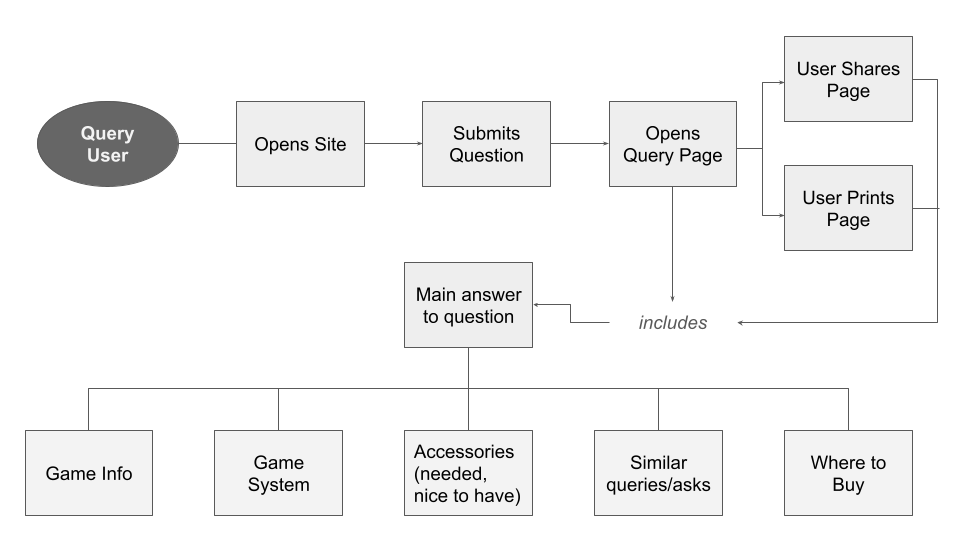 User Shares
Page
Query
User
Opens Site
Submits
Question
Opens
Query Page
User Prints
Page
Main answer
to question
includes
Game Info
Game
System
Accessories
(needed,
nice to have)
Similar
queries/asks
Where to
Buy